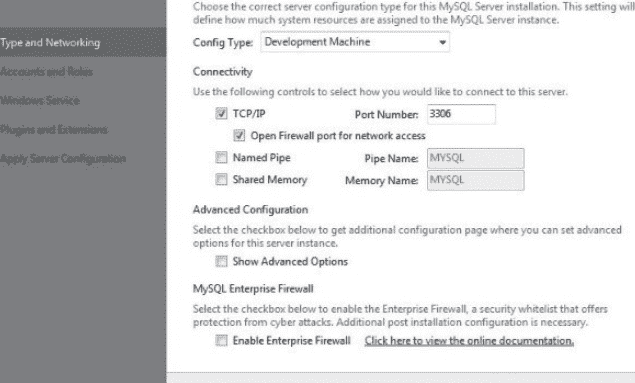 Choose the correct server configuration type for this MySQL Server installation. This setting will
define how much system resources are assigned to the MySQL Server instance.
Type and Networking
Config Type: Development Machine
Accounts and Roles
Connectivity
Windows Service
Use the following controls to select how you would like to connect to this server.
TCP/IP Port Number: 3306
Plugins and Extensions
Open Firewall port for network access
Apply Server Configuration
Named Pipe Pipe Name: MYSQL
Shared Memory Memory Name: MYSQL
Advanced Configuration
Select the checkbox below to get additional configuration page where you can set advanced
options for this server instance.
Show Advanced Options
MySQL Enterprise Firewall
Select the checkbox below to enable the Enterprise Firewall, a security whitelist that offers
protection from cyber attacks. Additional post installation configuration is necessary.
Enable Enterprise Firewall Click here to view the online documentation.